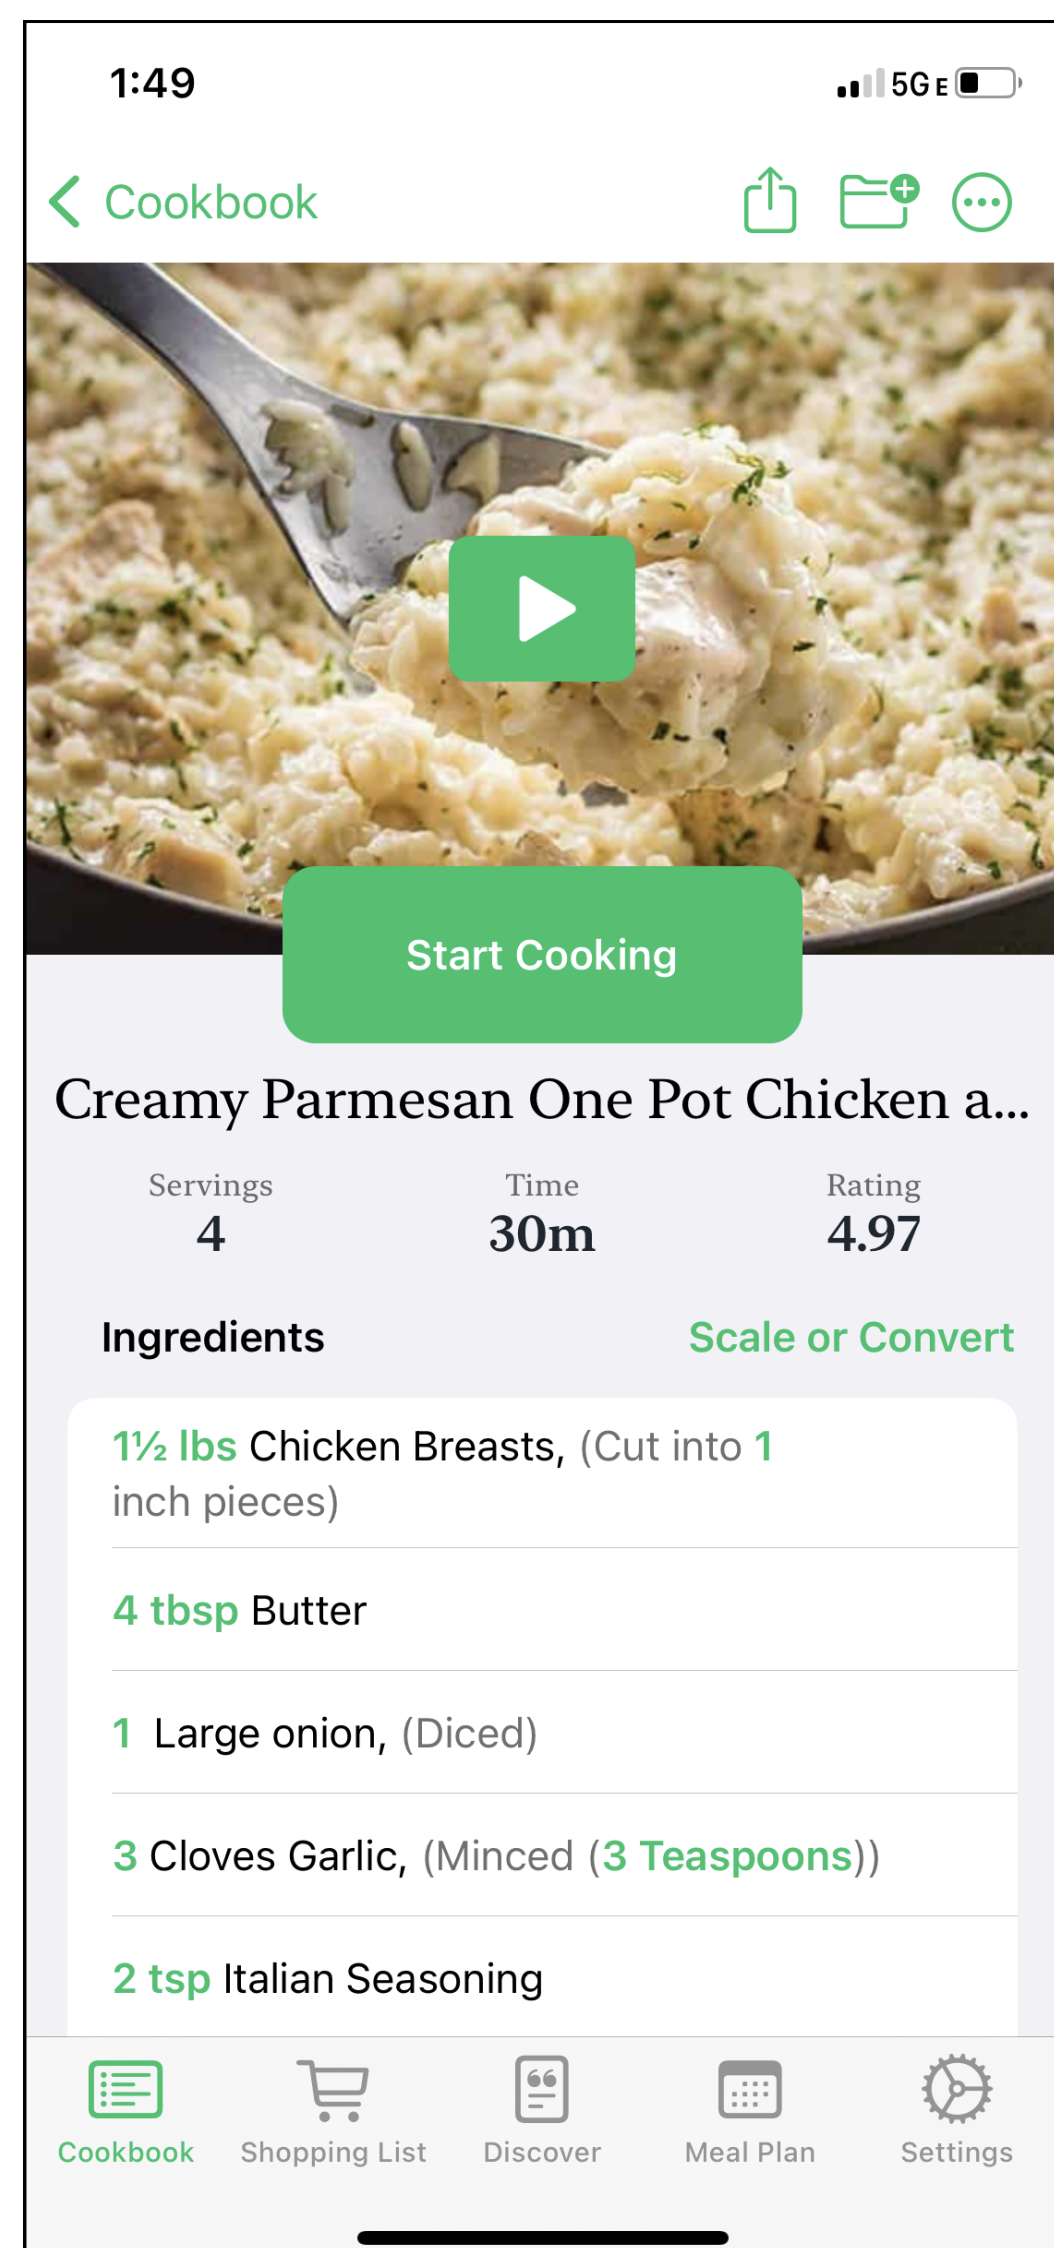 1:49
5G E
Cookbook
Start Cooking
Creamy Parmesan One Pot Chicken a...
Servings
Time
Rating
4
30m
4.97
Ingredients
Scale or Convert
1½ lbs Chicken Breasts, (Cut into 1
inch pieces)
4 tbsp Butter
1 Large onion, (Diced)
3 Cloves Garlic, (Minced (3 Teaspoons))
2 tsp Italian Seasoning
Cookbook
Shopping List
Discover
Meal Plan
Settings